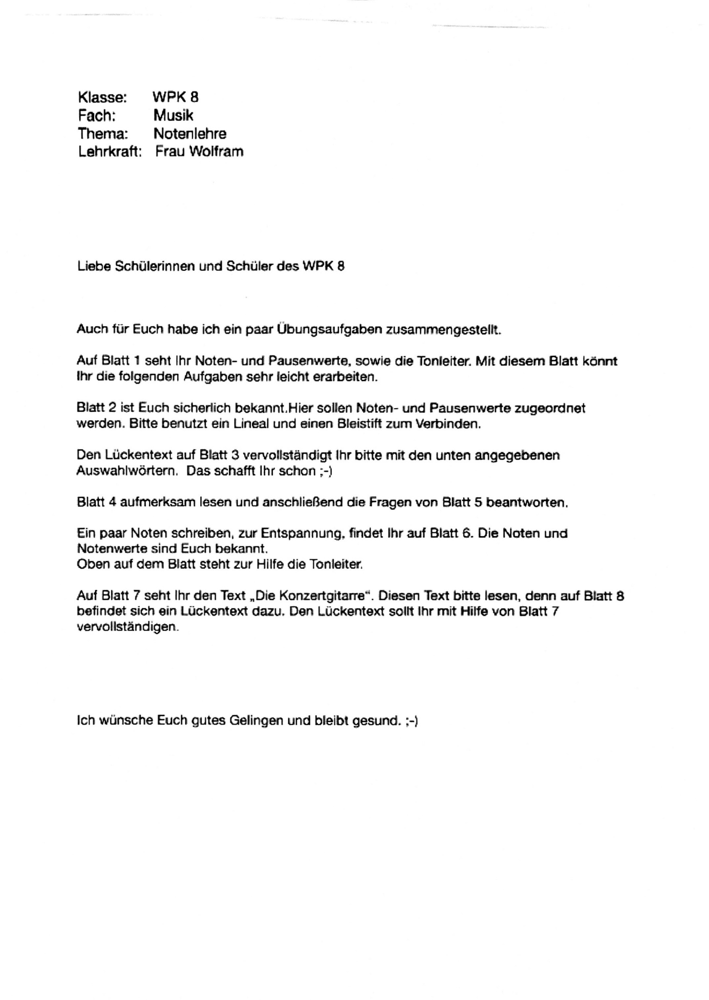 Klasse: WPK 8
Fach: Musik
Thema: Notenlehre
Lehrkraft: Frau Wolfram
Liebe Schülerinnen und Schüler des WPK 8
Auch für Euch habe ich ein paar Übungsaufgaben zusammengestellt.
Auf Blatt 1 seht Ihr Noten- und Pausenwerte, sowie die Tonleiter. Mit diesem Blatt könnt
Ihr die folgenden Aufgaben sehr leicht erarbeiten.
Blatt 2 ist Euch sicherlich bekannt.Hier sollen Noten- und Pausenwerte zugeordnet
werden. Bitte benutzt ein Lineal und einen Bleistift zum Verbinden.
Den Lückentext auf Blatt 3 vervollständigt Ihr bitte mit den unten angegebenen
Auswahlwörtern. Das schafft Ihr schon ;-)
Blatt 4 aufmerksam lesen und anschließend die Fragen von Blatt 5 beantworten.
Ein paar Noten schreiben, zur Entspannung, findet Ihr auf Blatt 6. Die Noten und
Notenwerte sind Euch bekannt.
Oben auf dem Blatt steht zur Hilfe die Tonleiter.
Auf Blatt 7 seht Ihr den Text „Die Konzertgitarre“. Diesen Text bitte lesen, denn auf Blatt 8
befindet sich ein Lückentext dazu. Den Lückentext sollt Ihr mit Hilfe von Blatt 7
vervollständigen.
Ich wünsche Euch gutes Gelingen und bleibt gesund. ;-)